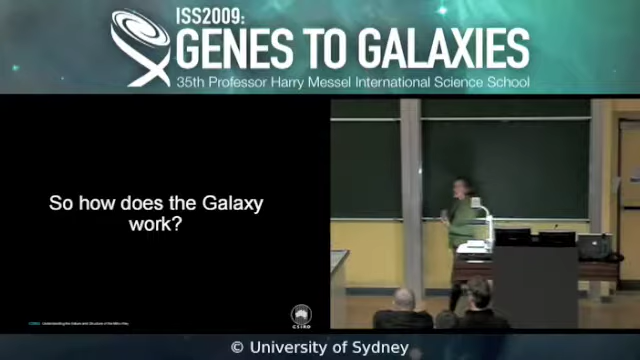 ISS2009:
GENES TO GALAXIES
35th Professor Harry Messel International Science School
So how does the Galaxy
work?
CSIRO
© University of Sydney